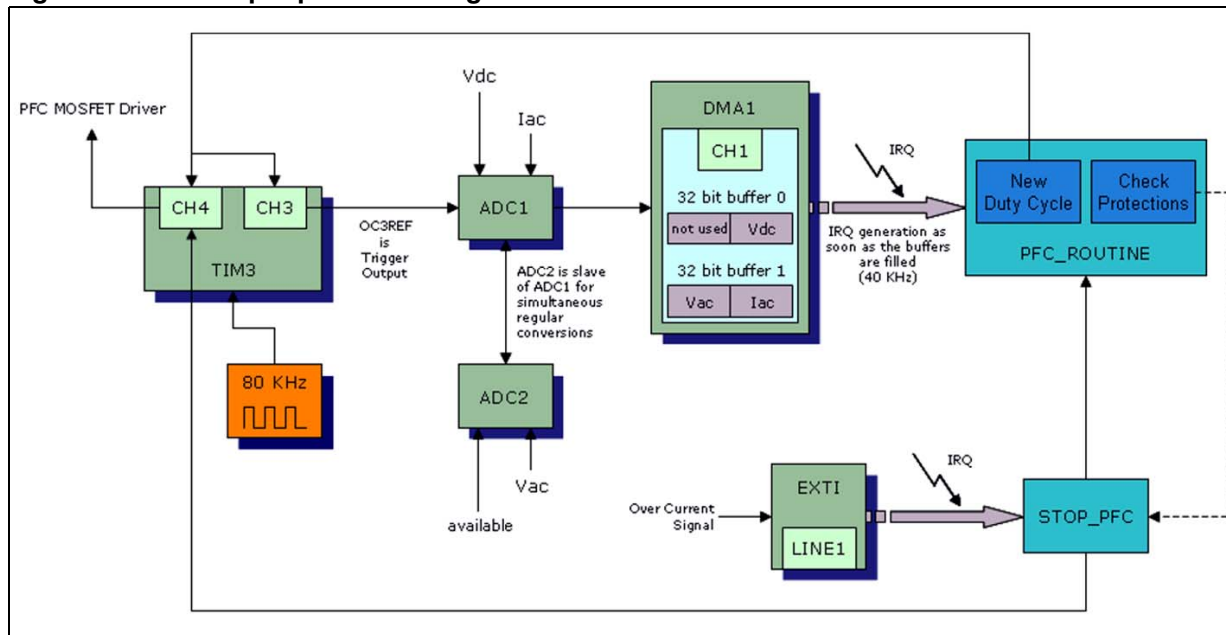 PFC MOSFET Driver
CH4
CH3
TIM3
80 KHz
OC3REF
is
Trigger
Output
Vdc
Iac
ADC1
ADC2 is slave
of ADC1 for
simultaneous
regular
conversions
ADC2
available
Vac
DMA1
CH1
32 bit buffer 0
not used
Vdc
32 bit buffer 1
Vac
Iac
IRQ
IRQ generation as
soon as the buffers
are filled
(40 KHz)
New
Duty Cycle
Check
Protections
PFC_ROUTINE
Over Current
Signal
EXTI
LINE1
IRQ
STOP_PFC